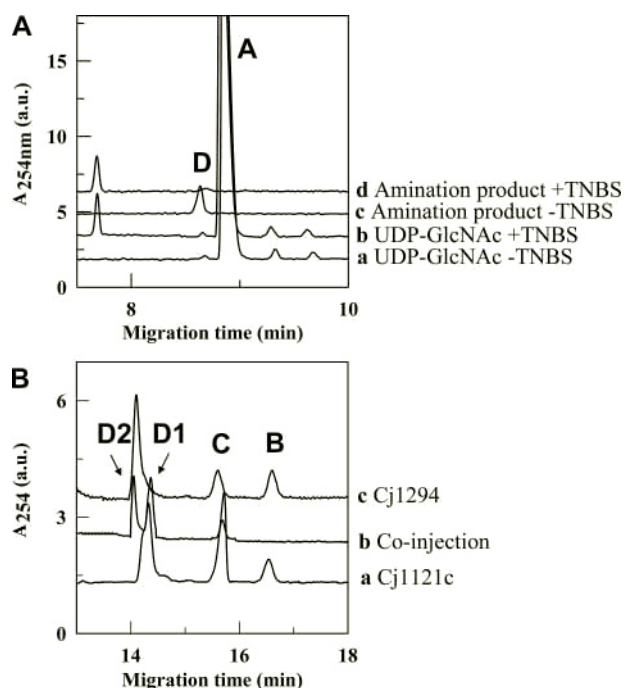 A
A254nm (a.u.)
15
10
5
0
A
D
d Amination product +TNBS
c Amination product -TNBS
b UDP-GlcNAc +TNBS
a UDP-GlcNAc -TNBS
8
10
Migration time (min)
B
A254 (a.u.)
6
3
0
D2
D1
C
B
c Cj1294
b Co-injection
a Cj1121c
14
16
18
Migration time (min)